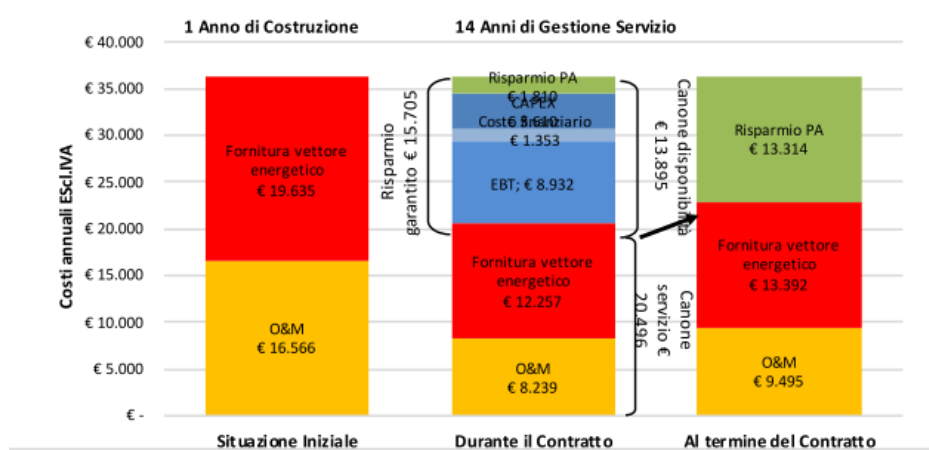 1 Anno di Costruzione
14 Anni di Gestione Servizio
Costi annuali EScl.IVA
€ 40.000
€ 35.000
€ 30.000
€ 25.000
€ 20.000
€ 15.000
€ 10.000
€ 5.000
€ -
Fornitura vettore
energetico
€ 19.635
O&M
€ 16.566
Risparmio
garantito € 15.705
Risparmio PA
€ 1.810
CAPEX
Costo finanziario
€ 1.353
EBT; € 8.932
Fornitura vettore
energetico
€ 12.257
O&M
€ 8.239
Canone disponibilità
€ 13.895
Canone
servizio €
20.496
Risparmio PA
€ 13.314
Fornitura vettore
energetico
€ 13.392
O&M
€ 9.495
Situazione Iniziale
Durante il Contratto
Al termine del Contratto